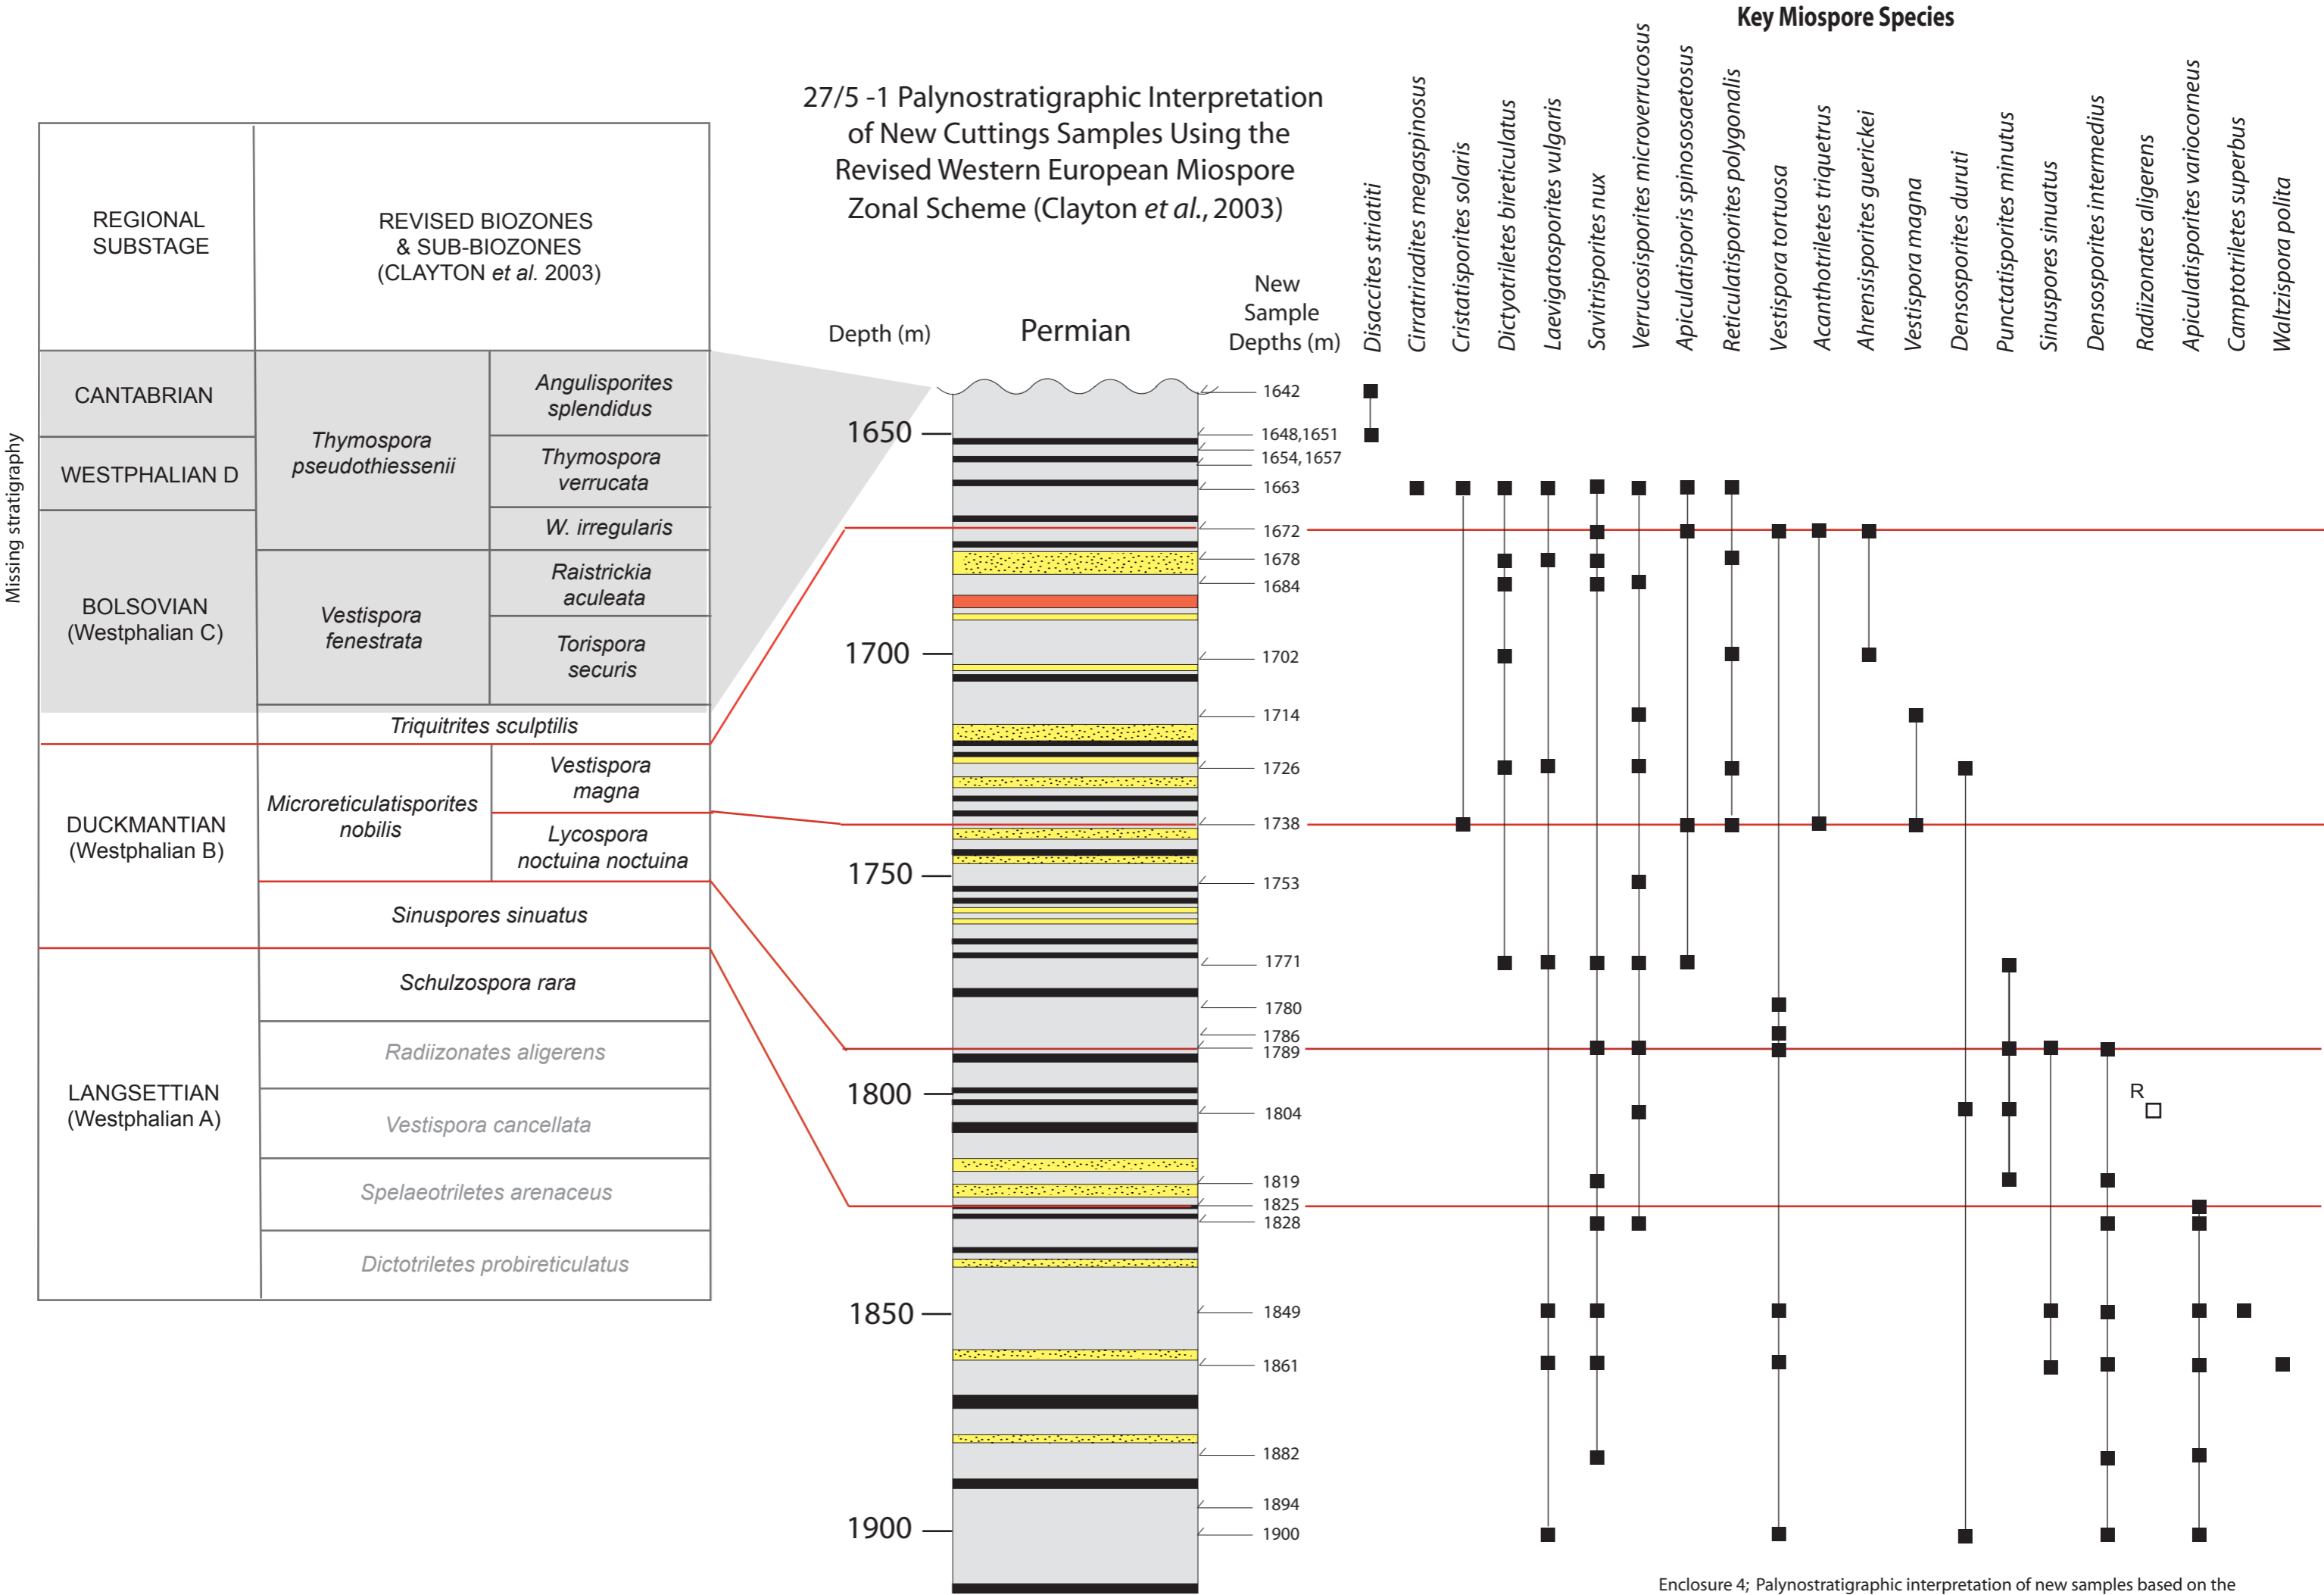 Key Miospore Species
27/5 -1 Palynostratigraphic Interpretation
of New Cuttings Samples Using the
Revised Western European Miospore
Zonal Scheme (Clayton et al., 2003)
REGIONAL
SUBSTAGE
REVISED BIOZONES
& SUB-BIOZONES
(CLAYTON et al. 2003)
Missing stratigraphy
CANTABRIAN
WESTPHALIAN D
BOLSOVIAN
(Westphalian C)
DUCKMANTIAN
(Westphalian B)
LANGSETTIAN
(Westphalian A)
Thymospora
pseudothiessenii
Angulisporites
splendidus
Thymospora
verrucata
W. irregularis
Vestispora
fenestrata
Raistrickia
aculeata
Torispora
securis
Triquitrites sculptilis
Microreticulatisporites
nobilis
Vestispora
magna
Lycospora
noctuina noctuina
Sinuspores sinuatus
Schulzospora rara
Radiizonates aligerens
Vestispora cancellata
Spelaeotriletes arenaceus
Dictotriletes probireticulatus
Depth (m)
Permian
New
Sample
Depths (m)
1650
1700
1750
1800
1850
1900
1642
1648,1651
1654, 1657
1663
1672
1678
1684
1702
1714
1726
1738
1753
1771
1780
1786
1789
1804
1819
1825
1828
1849
1861
1882
1894
1900
Disaccites striatiti
Cirratriradites megaspinosus
Cristatisporites solaris
Dictyotriletes bireticulatus
Laevigatosporites vulgaris
Savitrisporites nux
Verrucosisporites microverrucosus
Apiculatisporis spinososaetosus
Reticulatisporites polygonalis
Vestispora tortuosa
Acanthotriletes triquetrus
Ahrensisporites guerickei
Vestispora magna
Densosporites duruti
Punctatisporites minutus
Sinuspores sinuatus
Densosporites intermedius
Radiizonates aligerens
Apiculatisporites variocorneus
Camptotriletes superbus
Waltzispora polita
R
Enclosure 4; Palynostratigraphic interpretation of new samples based on the